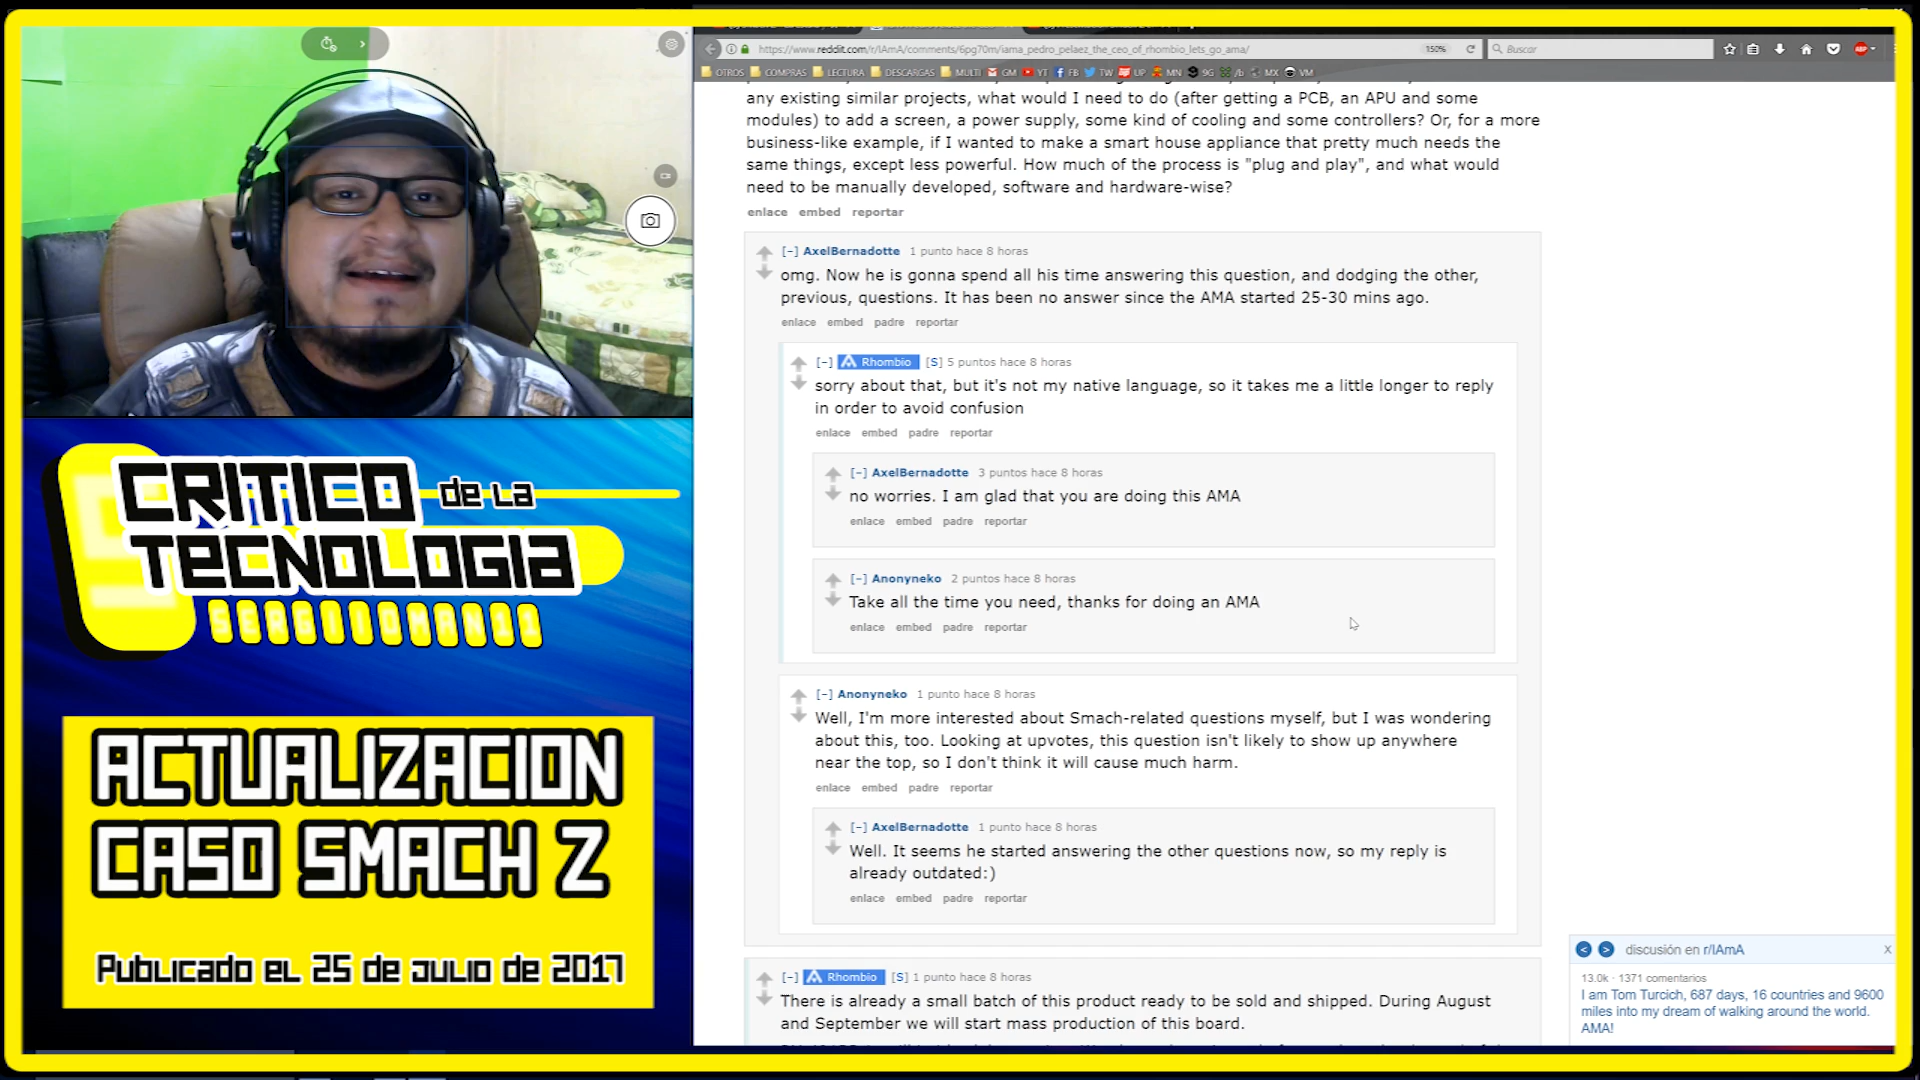 https://www.reddit.com/r/IAmA/comments/6pg70m/iama_pedro_pelaez_the_ceo_of_rhombio_lets_go_ama/
150%
Buscar
OTROS COMPRAS LECTURA DESCARGAS MULTI GM YT FB TW UP MN 9G /b MX VM
any existing similar projects, what would I need to do (after getting a PCB, an APU and some
modules) to add a screen, a power supply, some kind of cooling and some controllers? Or, for a more
business-like example, if I wanted to make a smart house appliance that pretty much needs the
same things, except less powerful. How much of the process is "plug and play", and what would
need to be manually developed, software and hardware-wise?
enlace embed reportar
[–] AxelBernadotte 1 punto hace 8 horas
omg. Now he is gonna spend all his time answering this question, and dodging the other,
previous, questions. It has been no answer since the AMA started 25-30 mins ago.
enlace embed padre reportar
[–] Rhombio [S] 5 puntos hace 8 horas
sorry about that, but it's not my native language, so it takes me a little longer to reply
in order to avoid confusion
enlace embed padre reportar
[–] AxelBernadotte 3 puntos hace 8 horas
no worries. I am glad that you are doing this AMA
enlace embed padre reportar
[–] Anonyneko 2 puntos hace 8 horas
Take all the time you need, thanks for doing an AMA
enlace embed padre reportar
[–] Anonyneko 1 punto hace 8 horas
Well, I'm more interested about Smach-related questions myself, but I was wondering
about this, too. Looking at upvotes, this question isn't likely to show up anywhere
near the top, so I don't think it will cause much harm.
enlace embed padre reportar
[–] AxelBernadotte 1 punto hace 8 horas
Well. It seems he started answering the other questions now, so my reply is
already outdated:)
enlace embed padre reportar
[–] Rhombio [S] 1 punto hace 8 horas
There is already a small batch of this product ready to be sold and shipped. During August
and September we will start mass production of this board.
discusión en r/IAmA X
13.0k · 1371 comentarios
I am Tom Turcich, 687 days, 16 countries and 9600
miles into my dream of walking around the world.
AMA!
CRITICO DE LA
TECNOLOGIA
SERGIIOMAN11
ACTUALIZACION
CASO SMACH Z
Publicado el 25 de julio de 2017